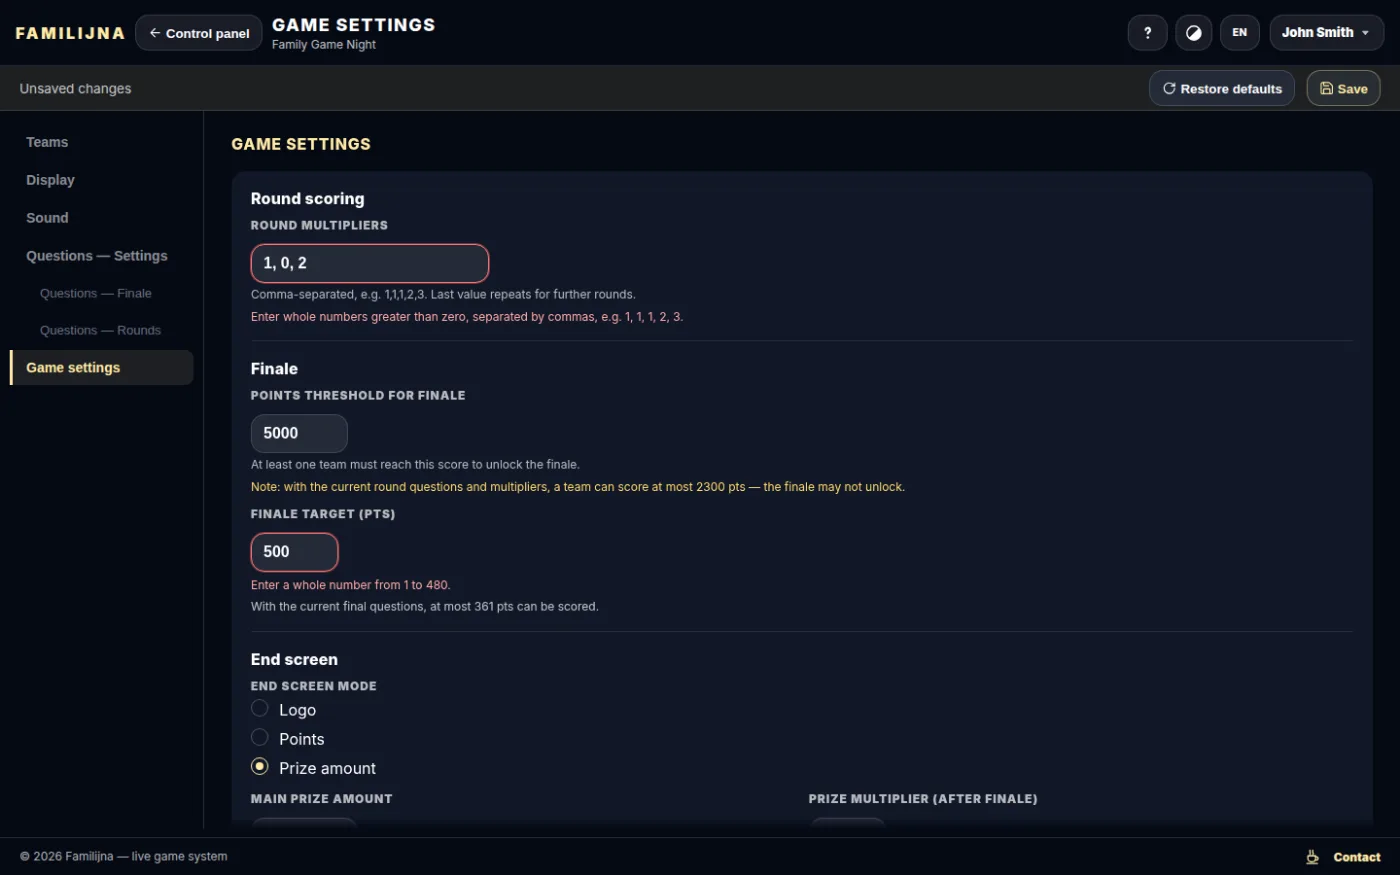 FAMILIJNA
← Control panel
GAME SETTINGS
Family Game Night
?
EN
John Smith
Unsaved changes
Restore defaults
Save
Teams
Display
Sound
Questions — Settings
Questions — Finale
Questions — Rounds
Game settings
GAME SETTINGS
Round scoring
ROUND MULTIPLIERS
1, 0, 2
Comma-separated, e.g. 1,1,1,2,3. Last value repeats for further rounds.
Enter whole numbers greater than zero, separated by commas, e.g. 1, 1, 1, 2, 3.
Finale
POINTS THRESHOLD FOR FINALE
5000
At least one team must reach this score to unlock the finale.
Note: with the current round questions and multipliers, a team can score at most 2300 pts — the finale may not unlock.
FINALE TARGET (PTS)
500
Enter a whole number from 1 to 480.
With the current final questions, at most 361 pts can be scored.
End screen
END SCREEN MODE
Logo
Points
Prize amount
MAIN PRIZE AMOUNT
PRIZE MULTIPLIER (AFTER FINALE)
© 2026 Familijna — live game system
Contact